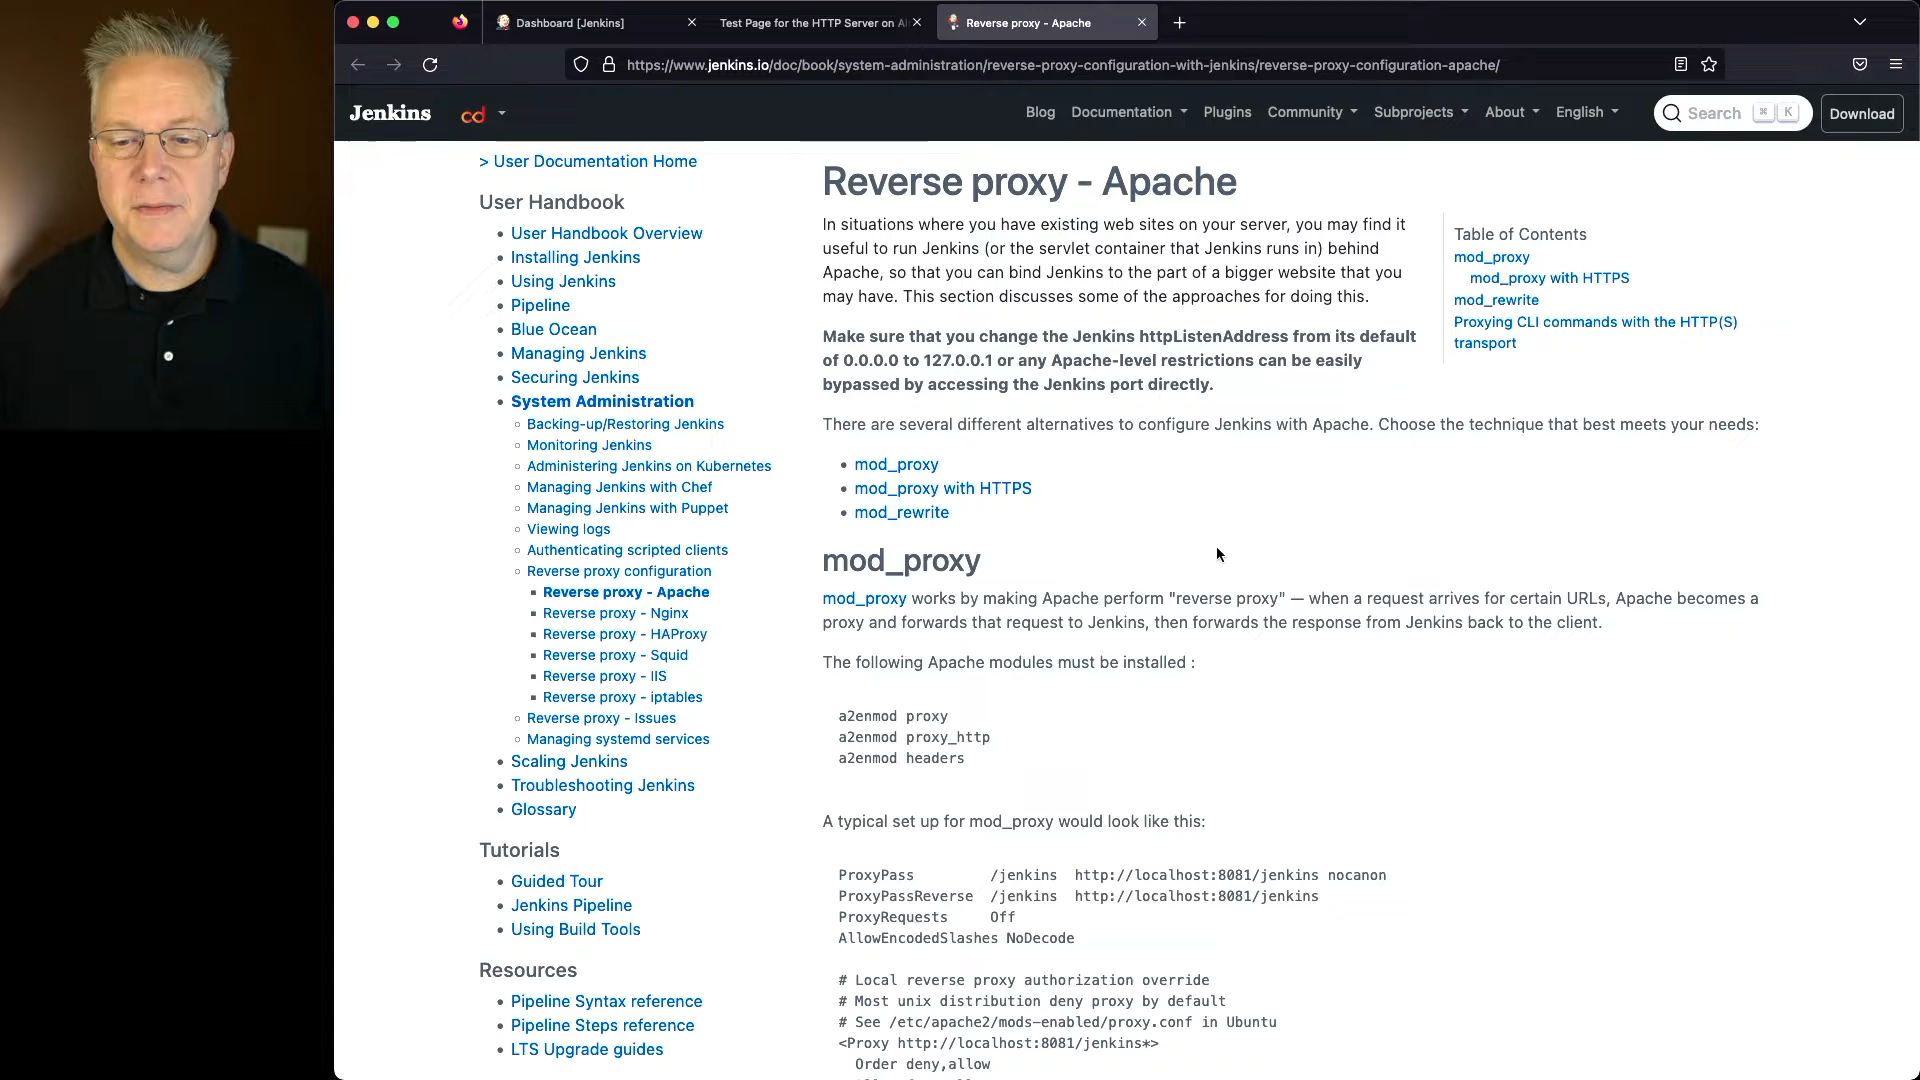 Dashboard [Jenkins]
Test Page for the HTTP Server on
Reverse proxy - Apache
https://www.jenkins.io/doc/book/system-administration/reverse-proxy-configuration-with-jenkins/reverse-proxy-configuration-apache/
Jenkins
cd
Blog
Documentation
Plugins
Community
Subprojects
About
English
Search ⌘ K
Download
> User Documentation Home
User Handbook
User Handbook Overview
Installing Jenkins
Using Jenkins
Pipeline
Blue Ocean
Managing Jenkins
Securing Jenkins
System Administration
Backing-up/Restoring Jenkins
Monitoring Jenkins
Administering Jenkins on Kubernetes
Managing Jenkins with Chef
Managing Jenkins with Puppet
Viewing logs
Authenticating scripted clients
Reverse proxy configuration
Reverse proxy - Apache
Reverse proxy - Nginx
Reverse proxy - HAProxy
Reverse proxy - Squid
Reverse proxy - IIS
Reverse proxy - iptables
Reverse proxy - Issues
Managing systemd services
Scaling Jenkins
Troubleshooting Jenkins
Glossary
Tutorials
Guided Tour
Jenkins Pipeline
Using Build Tools
Resources
Pipeline Syntax reference
Pipeline Steps reference
LTS Upgrade guides
Reverse proxy - Apache
In situations where you have existing web sites on your server, you may find it
useful to run Jenkins (or the servlet container that Jenkins runs in) behind
Apache, so that you can bind Jenkins to the part of a bigger website that you
may have. This section discusses some of the approaches for doing this.
Make sure that you change the Jenkins httpListenAddress from its default
of 0.0.0.0 to 127.0.0.1 or any Apache-level restrictions can be easily
bypassed by accessing the Jenkins port directly.
There are several different alternatives to configure Jenkins with Apache. Choose the technique that best meets your needs:
mod_proxy
mod_proxy with HTTPS
mod_rewrite
mod_proxy
mod_proxy works by making Apache perform "reverse proxy" — when a request arrives for certain URLs, Apache becomes a
proxy and forwards that request to Jenkins, then forwards the response from Jenkins back to the client.
The following Apache modules must be installed :
a2enmod proxy
a2enmod proxy_http
a2enmod headers
A typical set up for mod_proxy would look like this:
ProxyPass /jenkins http://localhost:8081/jenkins nocanon
ProxyPassReverse /jenkins http://localhost:8081/jenkins
ProxyRequests Off
AllowEncodedSlashes NoDecode
# Local reverse proxy authorization override
# Most unix distribution deny proxy by default
# See /etc/apache2/mods-enabled/proxy.conf in Ubuntu
<Proxy http://localhost:8081/jenkins*>
Order deny,allow
Table of Contents
mod_proxy
mod_proxy with HTTPS
mod_rewrite
Proxying CLI commands with the HTTP(S)
transport